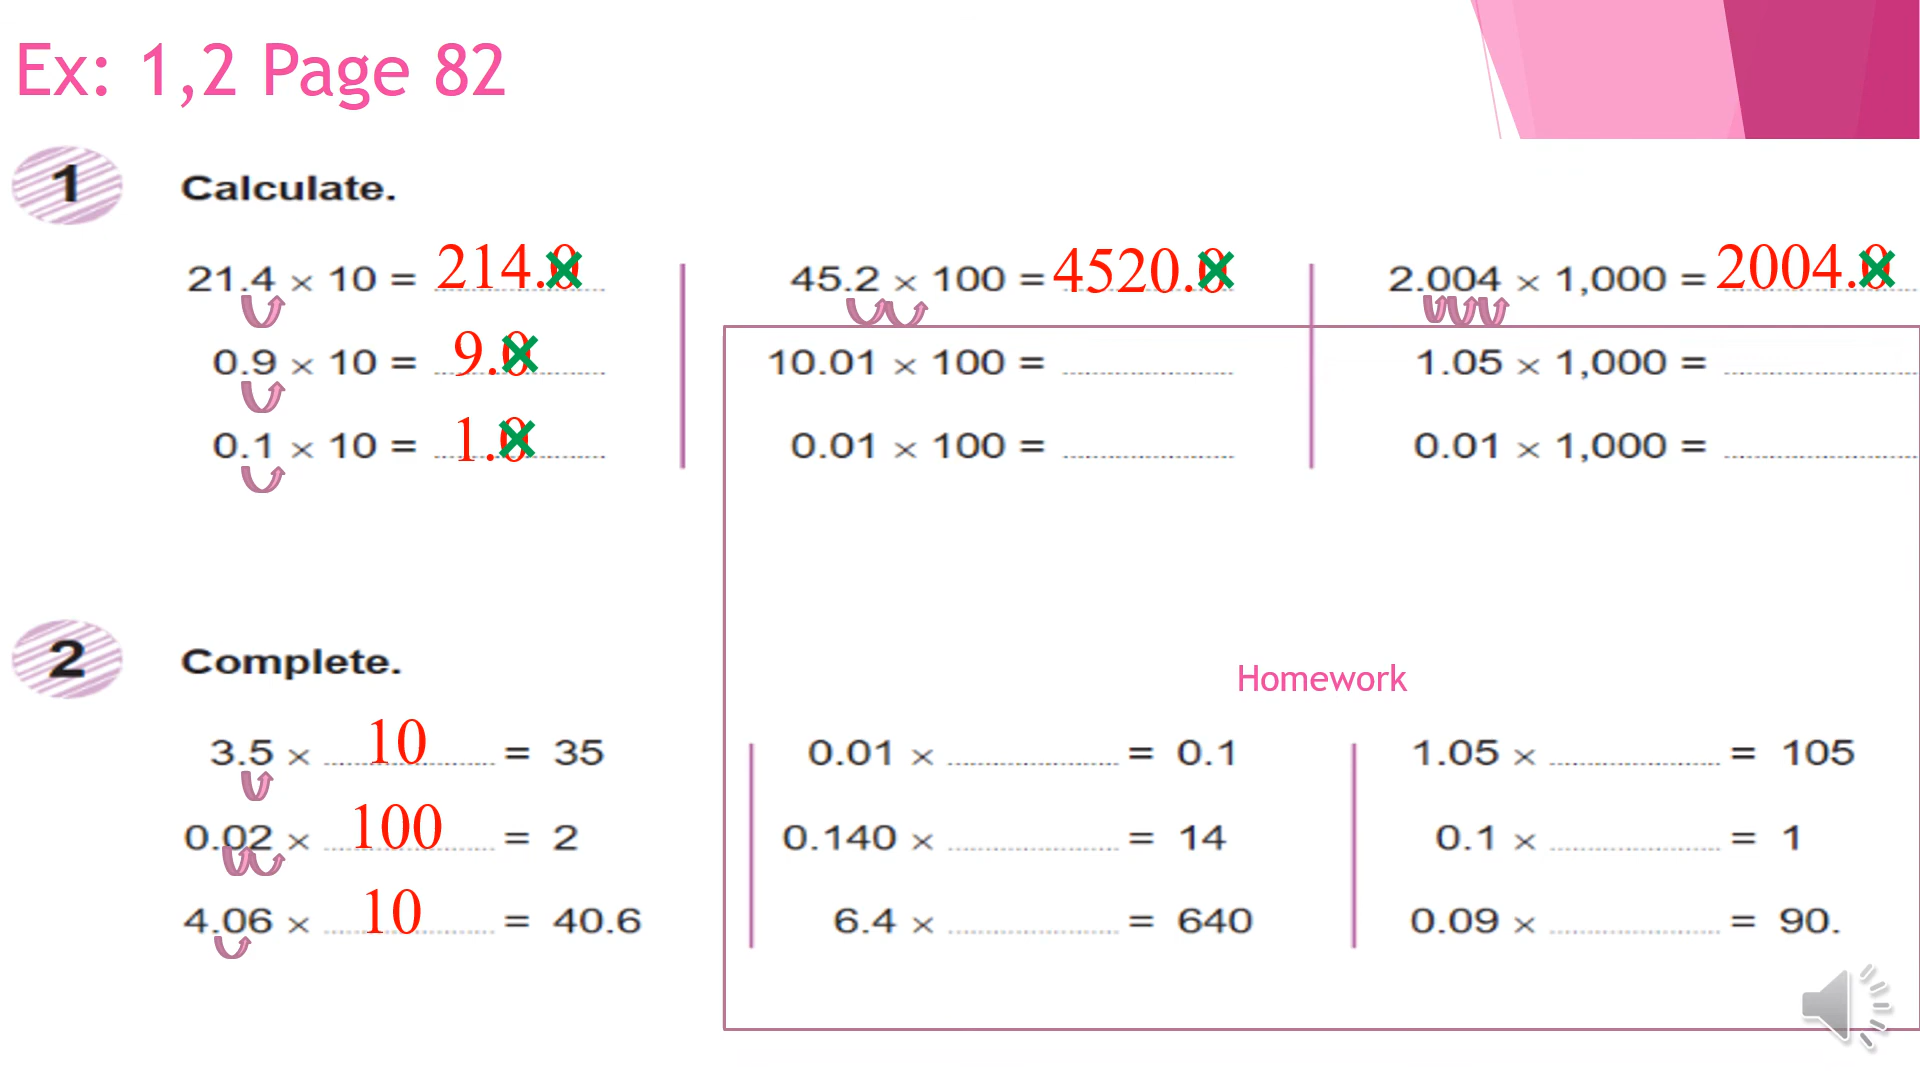 Ex: 1,2 Page 82
1 Calculate.
21.4 × 10 = 214.0
45.2 × 100 = 4520.0
2.004 × 1,000 = 2004.0
0.9 × 10 = 9.0
10.01 × 100 = ........
1.05 × 1,000 = ........
0.1 × 10 = 1.0
0.01 × 100 = ........
0.01 × 1,000 = ........
2 Complete.
Homework
3.5 × 10 = 35
0.01 × ........ = 0.1
1.05 × ........ = 105
0.02 × 100 = 2
0.140 × ........ = 14
0.1 × ........ = 1
4.06 × 10 = 40.6
6.4 × ........ = 640
0.09 × ........ = 90.